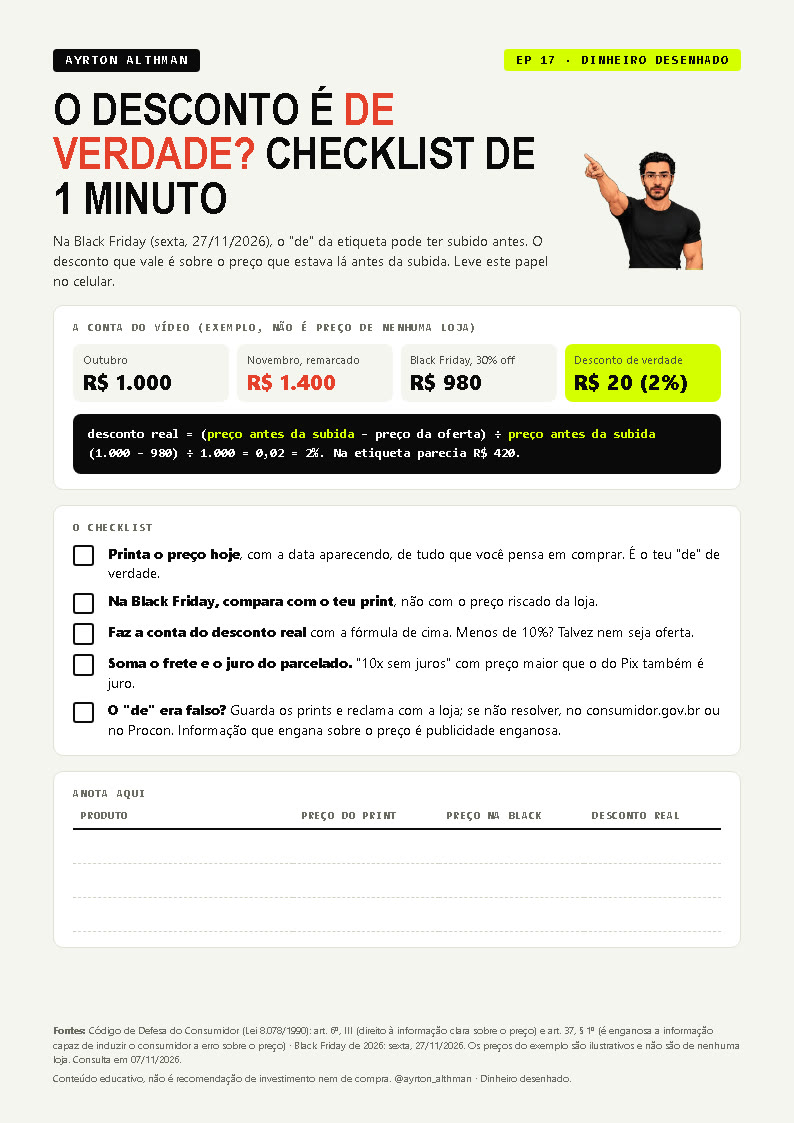 AYRTON ALTHMAN
EP 17 · DINHEIRO DESENHADO
O DESCONTO É DE
VERDADE? CHECKLIST DE
1 MINUTO
Na Black Friday (sexta, 27/11/2026), o "de" da etiqueta pode ter subido antes. O
desconto que vale é sobre o preço que estava lá antes da subida. Leve este papel
no celular.
A CONTA DO VÍDEO (EXEMPLO, NÃO É PREÇO DE NENHUMA LOJA)
Outubro
R$ 1.000
Novembro, remarcado
R$ 1.400
Black Friday, 30% off
R$ 980
Desconto de verdade
R$ 20 (2%)
desconto real = (preço antes da subida − preço da oferta) ÷ preço antes da subida
(1.000 − 980) ÷ 1.000 = 0,02 = 2%. Na etiqueta parecia R$ 420.
O CHECKLIST
Printa o preço hoje, com a data aparecendo, de tudo que você pensa em comprar. É o teu "de" de
verdade.
Na Black Friday, compara com o teu print, não com o preço riscado da loja.
Faz a conta do desconto real com a fórmula de cima. Menos de 10%? Talvez nem seja oferta.
Soma o frete e o juro do parcelado. "10x sem juros" com preço maior que o do Pix também é
juro.
O "de" era falso? Guarda os prints e reclama com a loja; se não resolver, no consumidor.gov.br ou
no Procon. Informação que engana sobre o preço é publicidade enganosa.
ANOTA AQUI
PRODUTO
PREÇO DO PRINT
PREÇO NA BLACK
DESCONTO REAL
Fontes: Código de Defesa do Consumidor (Lei 8.078/1990): art. 6º, III (direito à informação clara sobre o preço) e art. 37, § 1º (é enganosa a informação
capaz de induzir o consumidor a erro sobre o preço) · Black Friday de 2026: sexta, 27/11/2026. Os preços do exemplo são ilustrativos e não são de nenhuma
loja. Consulta em 07/11/2026.
Conteúdo educativo, não é recomendação de investimento nem de compra. @ayrton_althman · Dinheiro desenhado.